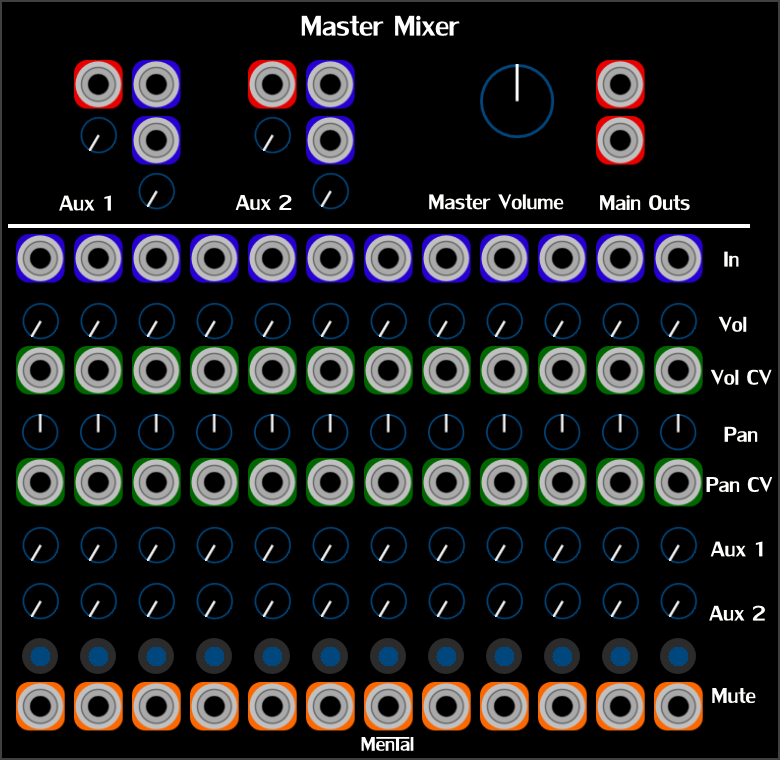 Master Mixer
Aux 1
Aux 2
Master Volume
Main Outs
In
Vol
Vol CV
Pan
Pan CV
Aux 1
Aux 2
Mute
MenTal